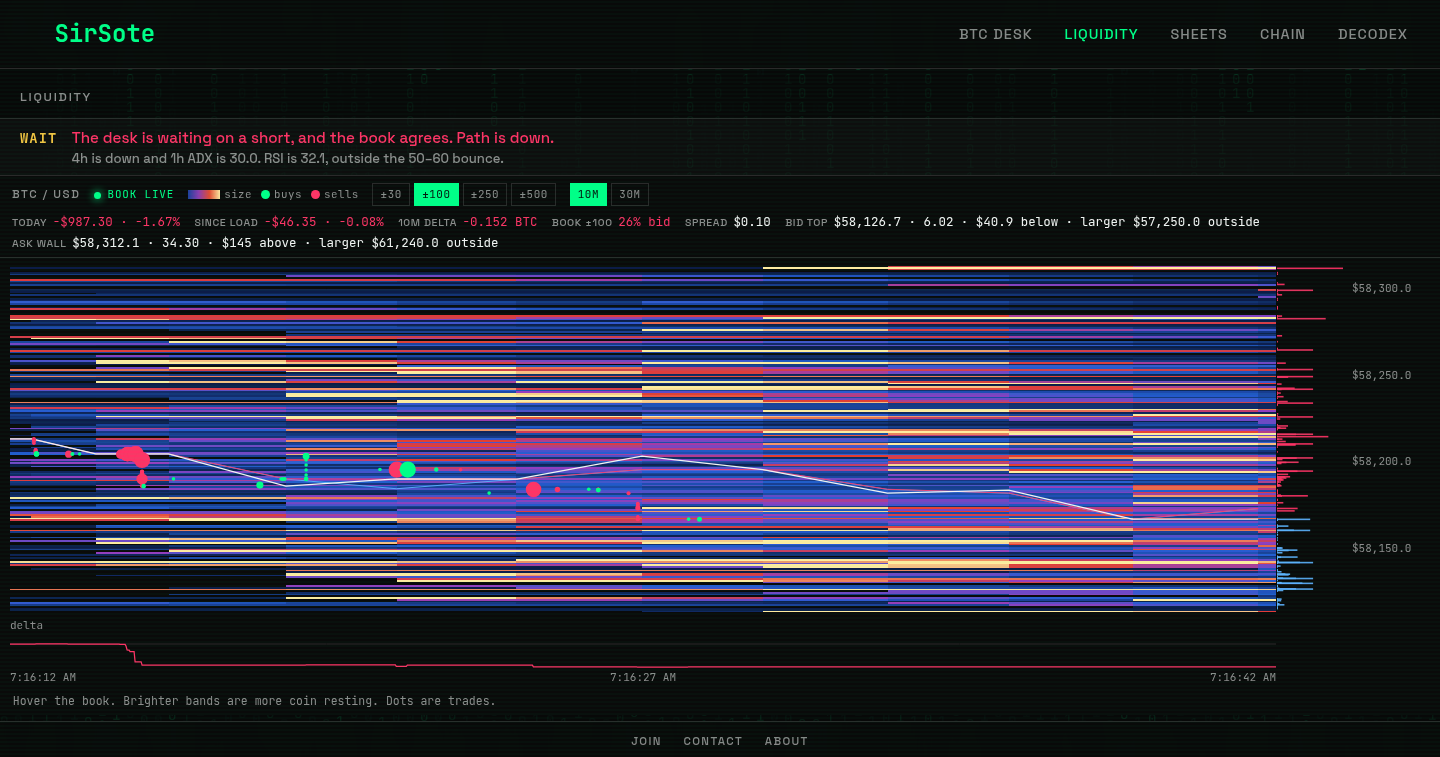 SirSote
BTC DESK LIQUIDITY SHEETS CHAIN DECODEX
LIQUIDITY
WAIT The desk is waiting on a short, and the book agrees. Path is down.
4h is down and 1h ADX is 30.0. RSI is 32.1, outside the 50–60 bounce.
BTC / USD BOOK LIVE size buys sells ±30 ±100 ±250 ±500 10M 30M
TODAY -$987.30 · -1.67% SINCE LOAD -$46.35 · -0.08% 10M DELTA -0.152 BTC BOOK ±100 26% bid SPREAD $0.10 BID TOP $58,126.7 · 6.02 · $40.9 below · larger $57,250.0 outside
ASK WALL $58,312.1 · 34.30 · $145 above · larger $61,240.0 outside
$58,300.0
$58,250.0
$58,200.0
$58,150.0
delta
7:16:12 AM 7:16:27 AM 7:16:42 AM
Hover the book. Brighter bands are more coin resting. Dots are trades.
JOIN CONTACT ABOUT